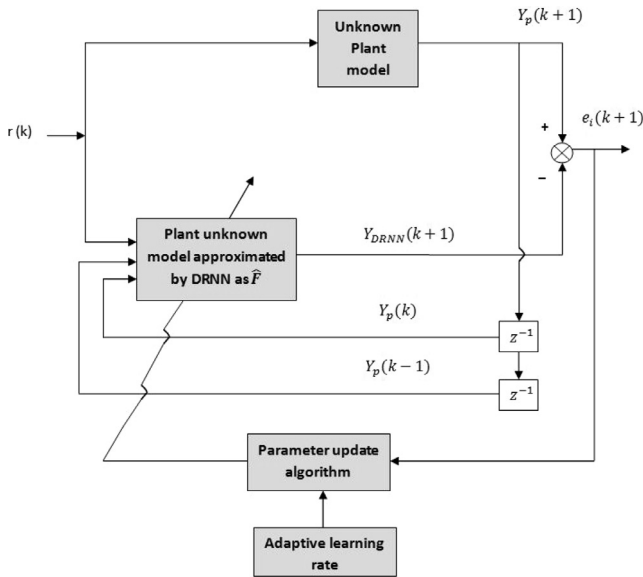 Unknown
Plant
model
Y_p(k+1)
e_i(k+1)
r (k)
+
−
Plant unknown
model approximated
by DRNN as F̂
Y_DRNN(k+1)
Y_p(k)
z⁻¹
Y_p(k−1)
z⁻¹
Parameter update
algorithm
Adaptive learning
rate